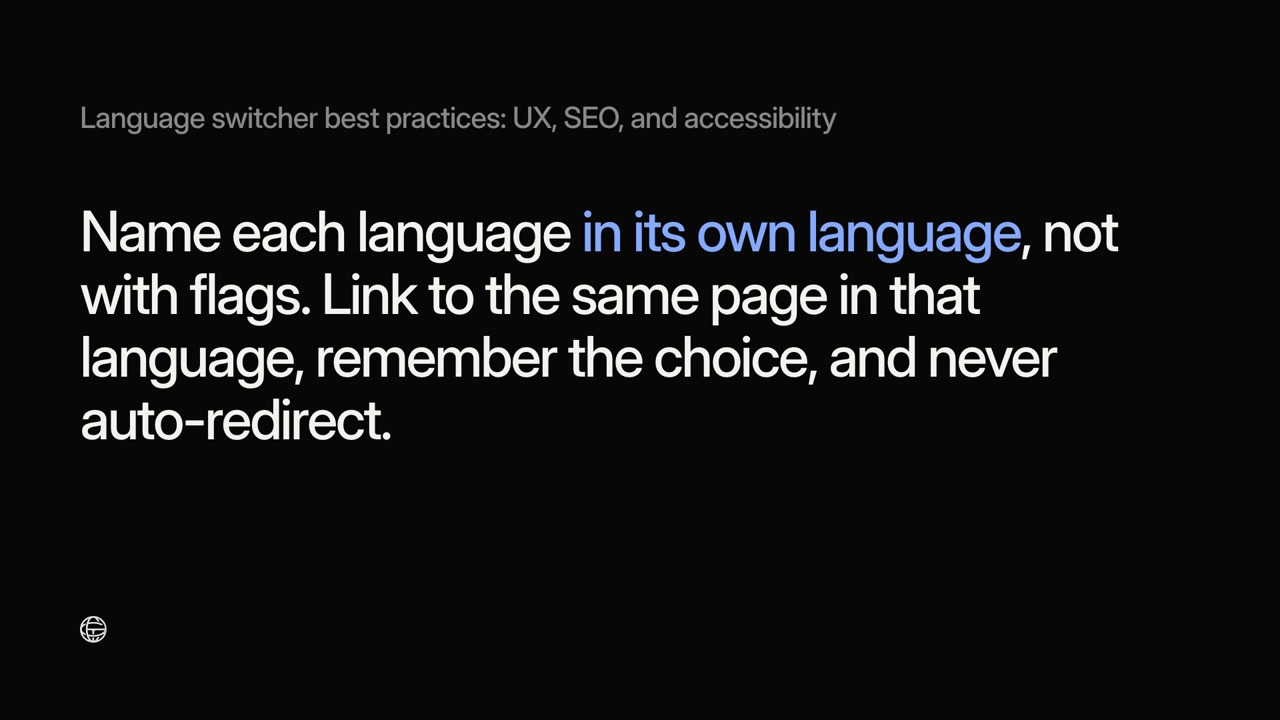 Language switcher best practices: UX, SEO, and accessibility
Name each language in its own language, not
with flags. Link to the same page in that
language, remember the choice, and never
auto-redirect.